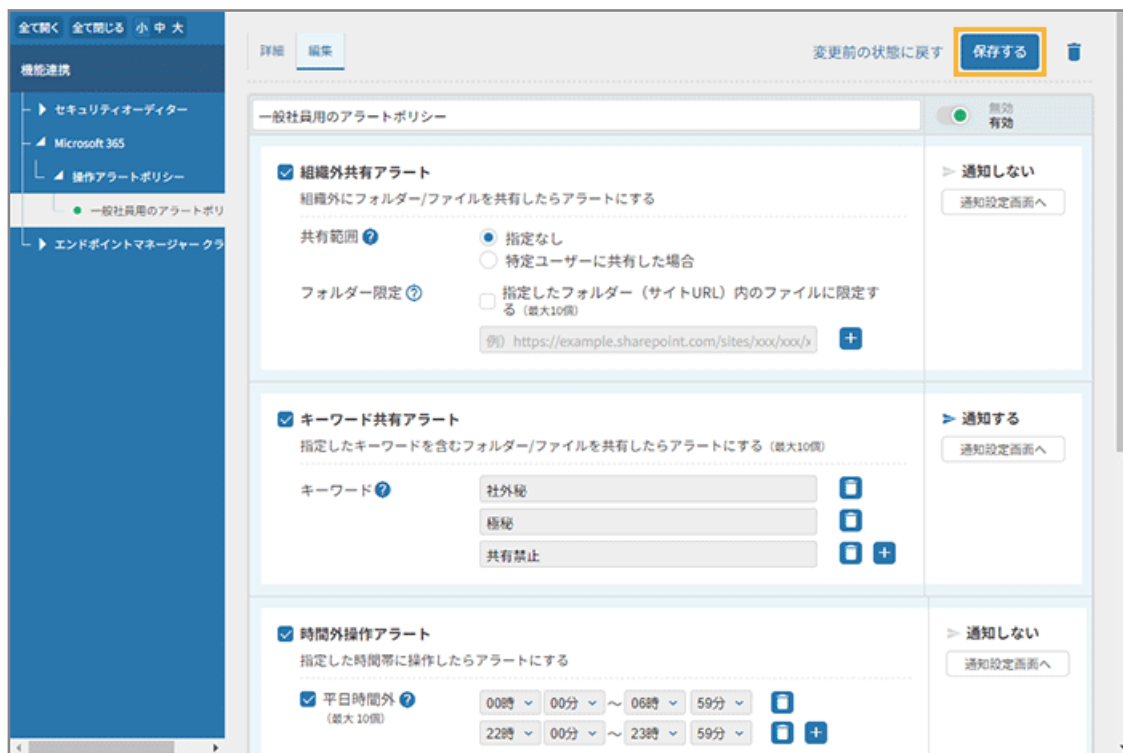 全て開く 全て閉じる 小 中 大
機能連携
セキュリティオーディター
Microsoft 365
操作アラートポリシー
一般社員用のアラートポリ
エンドポイントマネージャー クラ
詳細 編集 変更前の状態に戻す 保存する
一般社員用のアラートポリシー
無効
有効
組織外共有アラート
組織外にフォルダー/ファイルを共有したらアラートにする
通知しない
通知設定画面へ
共有範囲 ?
指定なし
特定ユーザーに共有した場合
フォルダー限定 ?
指定したフォルダー（サイトURL）内のファイルに限定す
る（最大10個）
例）https://example.sharepoint.com/sites/xxx/xxx/x
キーワード共有アラート
指定したキーワードを含むフォルダー/ファイルを共有したらアラートにする（最大10個）
通知する
通知設定画面へ
キーワード ?
社外秘
極秘
共有禁止
時間外操作アラート
指定した時間帯に操作したらアラートにする
通知しない
通知設定画面へ
平日時間外 ?
（最大 10個）
00時 00分 ～ 06時 59分
22時 00分 ～ 23時 59分